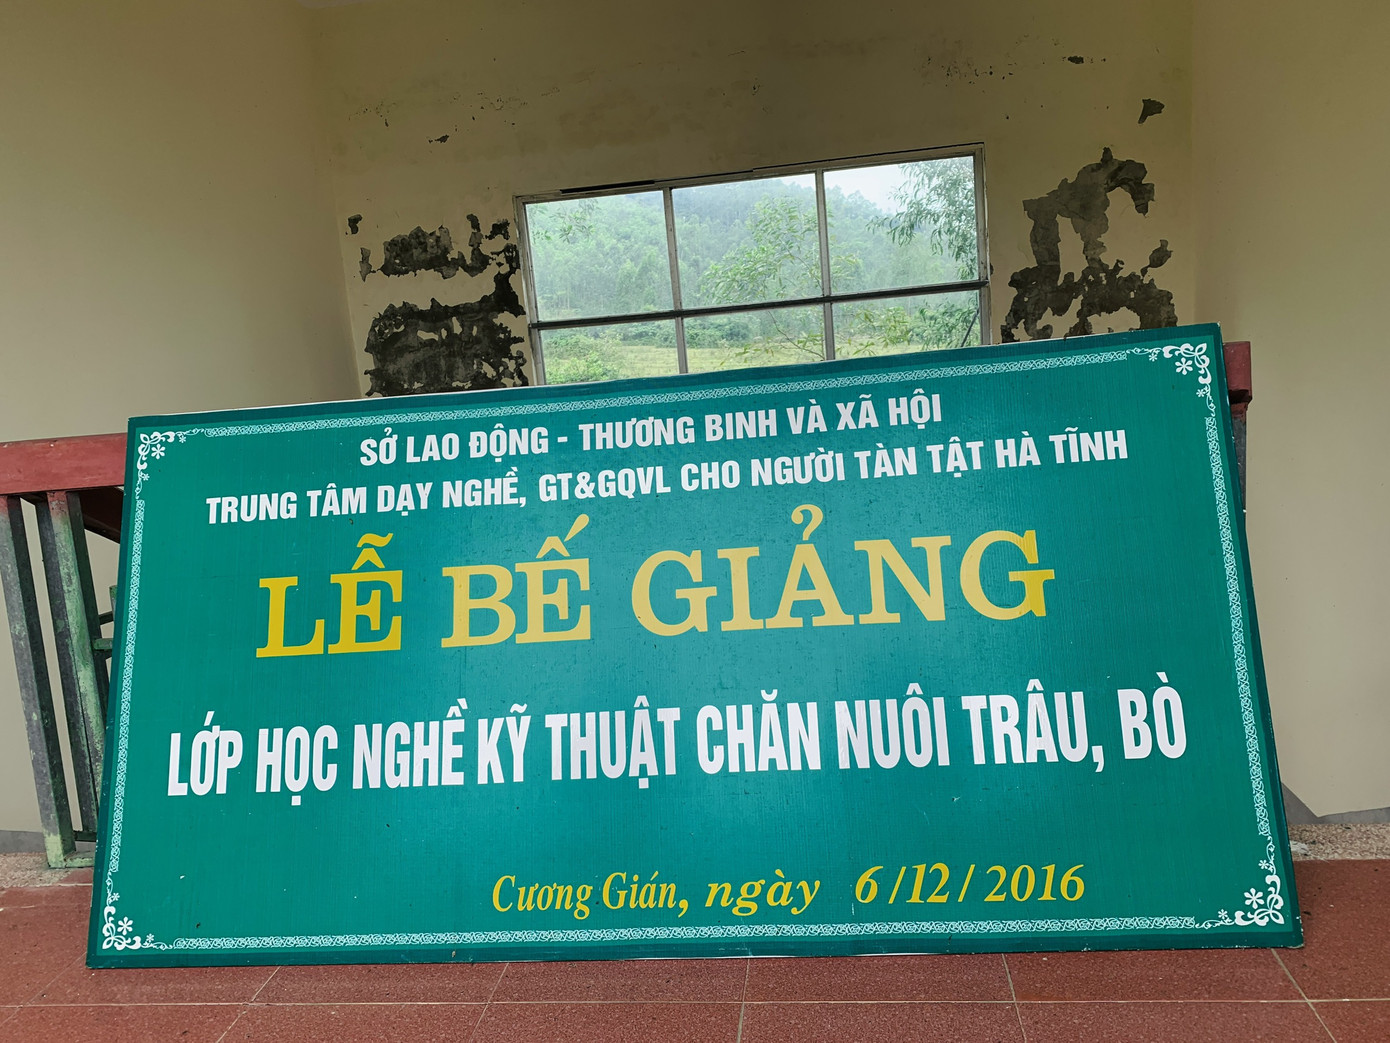 SỞ LAO ĐỘNG - THƯƠNG BINH VÀ XÃ HỘI
TRUNG TÂM DẠY NGHỀ, GT&GQVL CHO NGƯỜI TÀN TẬT HÀ TĨNH
LỄ BẾ GIẢNG
LỚP HỌC NGHỀ KỸ THUẬT CHĂN NUÔI TRÂU, BÒ
Cương Gián, ngày 6/12/2016